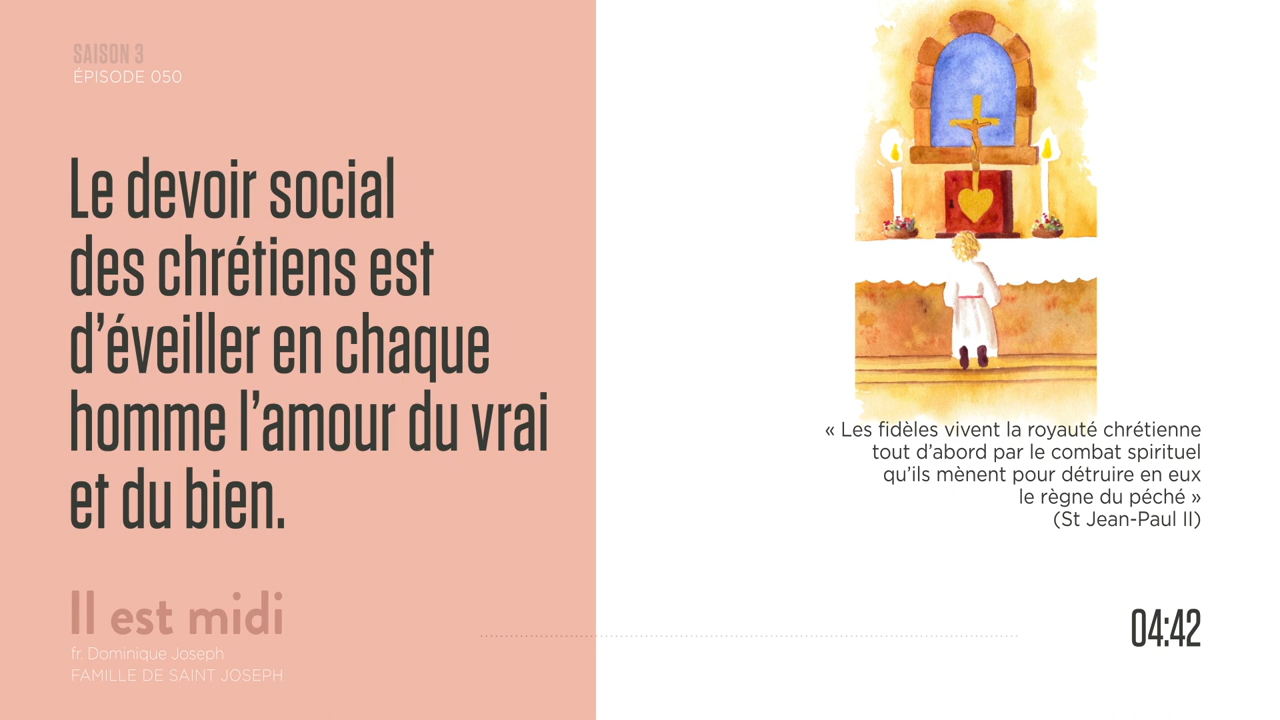 SAISON 3
ÉPISODE 050
Le devoir social
des chrétiens est
d’éveiller en chaque
homme l’amour du vrai
et du bien.
Il est midi
fr. Dominique Joseph
FAMILLE DE SAINT JOSEPH
« Les fidèles vivent la royauté chrétienne
tout d’abord par le combat spirituel
qu’ils mènent pour détruire en eux
le règne du péché »
(St Jean-Paul II)
04:42